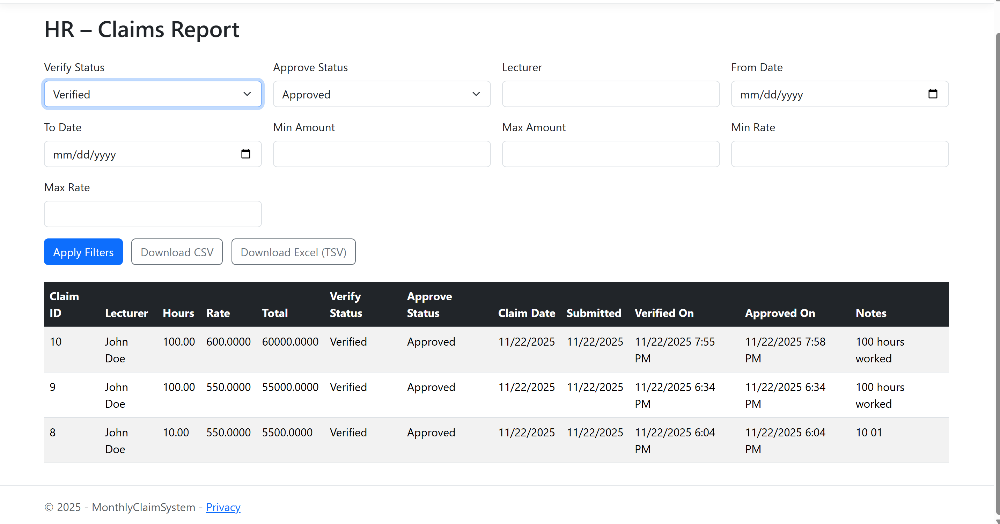 HR – Claims Report
Verify Status
Approve Status
Lecturer
From Date
Verified
Approved
mm/dd/yyyy
To Date
Min Amount
Max Amount
Min Rate
mm/dd/yyyy
Max Rate
Apply Filters
Download CSV
Download Excel (TSV)
Claim ID Lecturer Hours Rate Total Verify Status Approve Status Claim Date Submitted Verified On Approved On Notes
10 John Doe 100.00 600.0000 60000.0000 Verified Approved 11/22/2025 11/22/2025 11/22/2025 7:55 PM 11/22/2025 7:58 PM 100 hours worked
9 John Doe 100.00 550.0000 55000.0000 Verified Approved 11/22/2025 11/22/2025 11/22/2025 6:34 PM 11/22/2025 6:34 PM 100 hours worked
8 John Doe 10.00 550.0000 5500.0000 Verified Approved 11/22/2025 11/22/2025 11/22/2025 6:04 PM 11/22/2025 6:04 PM 10 01
© 2025 - MonthlyClaimSystem - Privacy